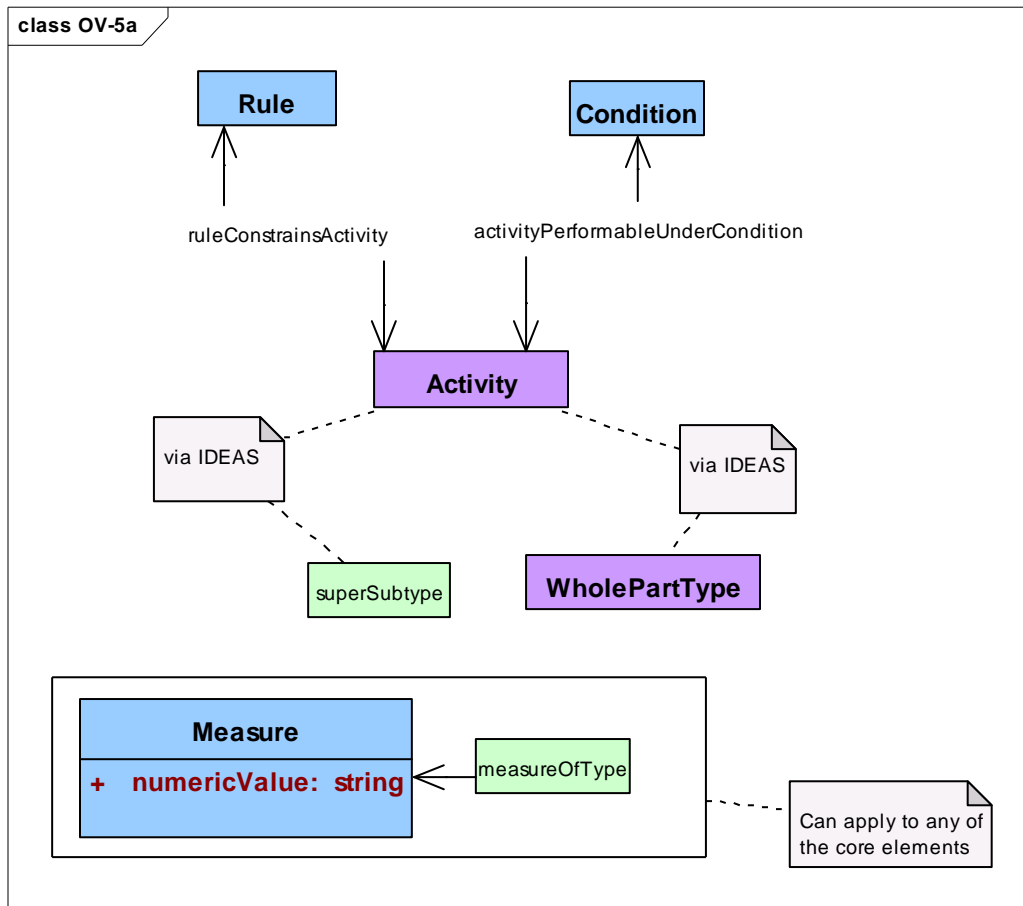 class OV-5a
Rule
Condition
ruleConstrainsActivity
activityPerformableUnderCondition
Activity
via IDEAS
via IDEAS
superSubtype
WholePartType
Measure
+ numericValue: string
measureOfType
Can apply to any of
the core elements